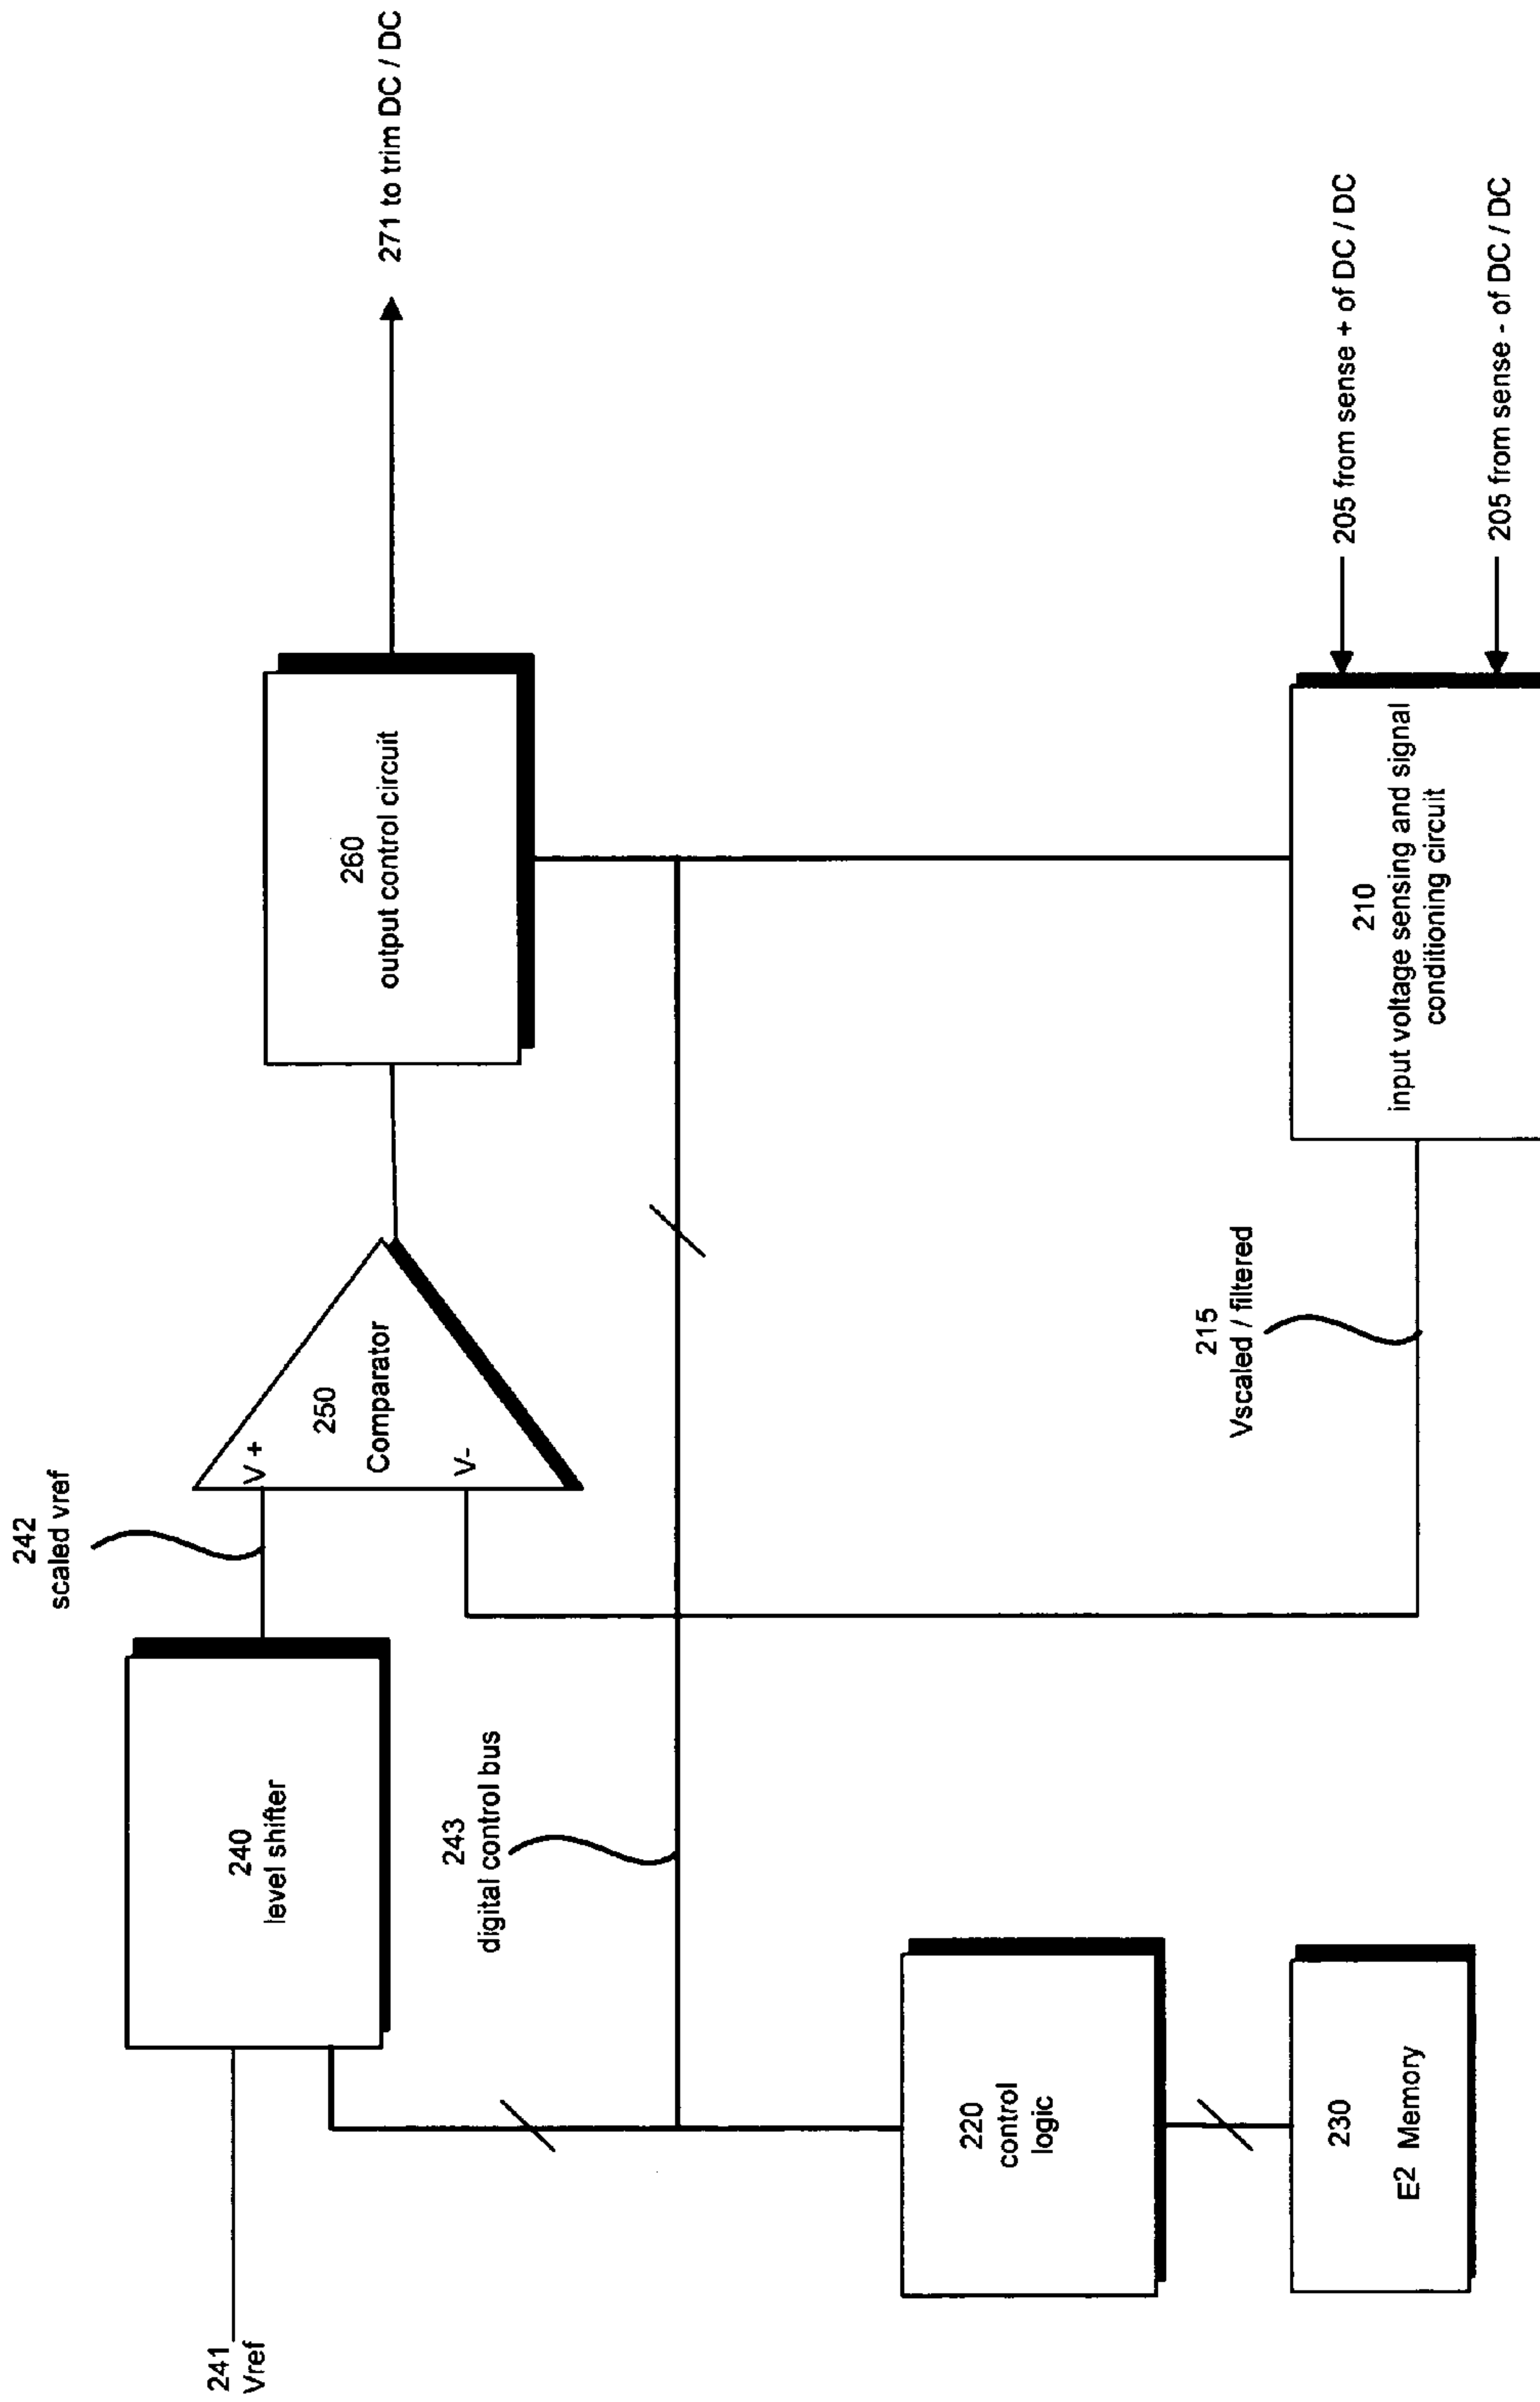 242
scaled vref
241
Vref
240
level shifter
V +
250
Comparator
V-
260
output control circuit
271 to trim DC / DC
243
digital control bus
220
control
logic
230
E2 Memory
215
Vscaled / filtered
210
input voltage sensing and signal
conditioning circuit
205 from sense + of DC / DC
205 from sense - of DC / DC